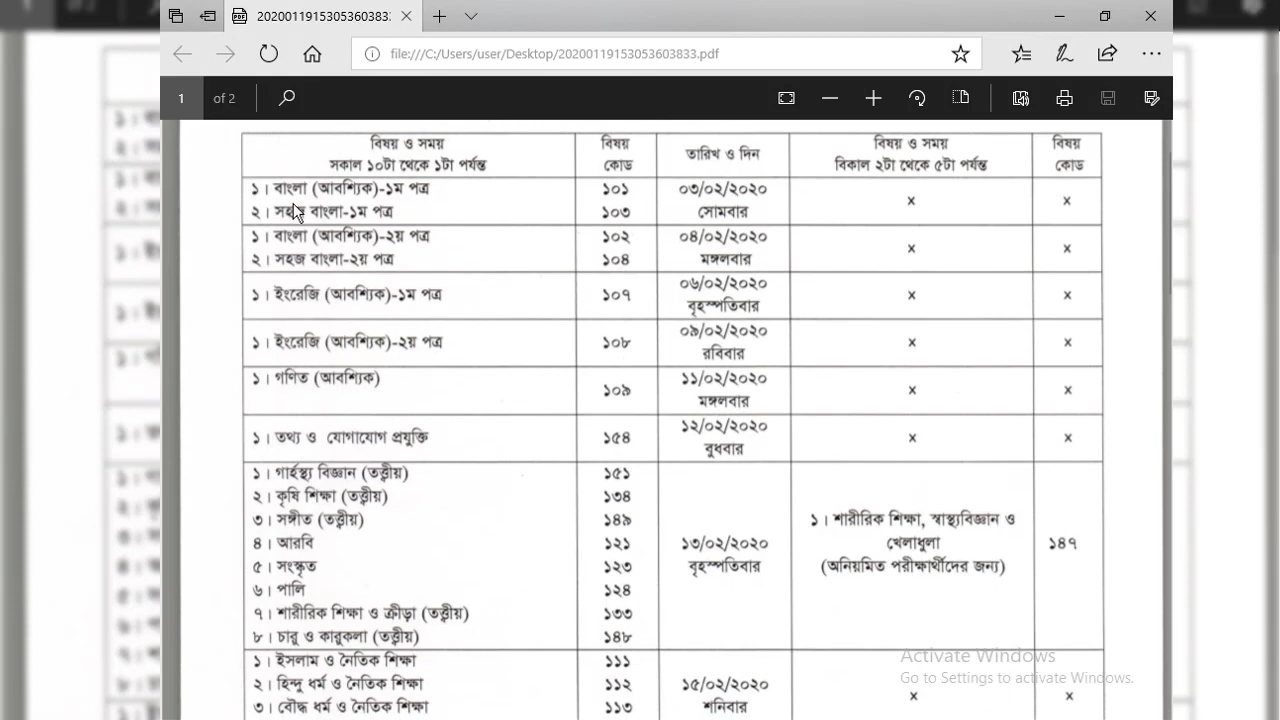 20200119153053603833
file:///C:/Users/user/Desktop/20200119153053603833.pdf
1 of 2
বিষয় ও সময় বিষয় তারিখ ও দিন বিষয় ও সময় বিষয়
সকাল ১০টা থেকে ১টা পর্যন্ত কোড বিকাল ২টা থেকে ৫টা পর্যন্ত কোড
১। বাংলা (আবশ্যিক)-১ম পত্র ১০১ ০৩/০২/২০২০ x x
২। সহজ বাংলা-১ম পত্র ১০৩ সোমবার
১। বাংলা (আবশ্যিক)-২য় পত্র ১০২ ০৪/০২/২০২০ x x
২। সহজ বাংলা-২য় পত্র ১০৪ মঙ্গলবার
১। ইংরেজি (আবশ্যিক)-১ম পত্র ১০৭ ০৬/০২/২০২০ x x
বৃহস্পতিবার
১। ইংরেজি (আবশ্যিক)-২য় পত্র ১০৮ ০৯/০২/২০২০ x x
রবিবার
১। গণিত (আবশ্যিক) ১০৯ ১১/০২/২০২০ x x
মঙ্গলবার
১। তথ্য ও যোগাযোগ প্রযুক্তি ১৫৪ ১২/০২/২০২০ x x
বুধবার
১। গার্হস্থ্য বিজ্ঞান (তত্ত্বীয়) ১৫১
২। কৃষি শিক্ষা (তত্ত্বীয়) ১৩৪
৩। সঙ্গীত (তত্ত্বীয়) ১৪৯ ১। শারীরিক শিক্ষা, স্বাস্থ্যবিজ্ঞান ও
৪। আরবি ১২১ ১৩/০২/২০২০ খেলাধুলা ১৪৭
৫। সংস্কৃত ১২৩ বৃহস্পতিবার (অনিয়মিত পরীক্ষার্থীদের জন্য)
৬। পালি ১২৪
৭। শারীরিক শিক্ষা ও ক্রীড়া (তত্ত্বীয়) ১৩৩
৮। চারু ও কারুকলা (তত্ত্বীয়) ১৪৮
১। ইসলাম ও নৈতিক শিক্ষা ১১১
২। হিন্দু ধর্ম ও নৈতিক শিক্ষা ১১২ ১৫/০২/২০২০ x x
৩। বৌদ্ধ ধর্ম ও নৈতিক শিক্ষা ১১৩ শনিবার
Activate Windows
Go to Settings to activate Windows.